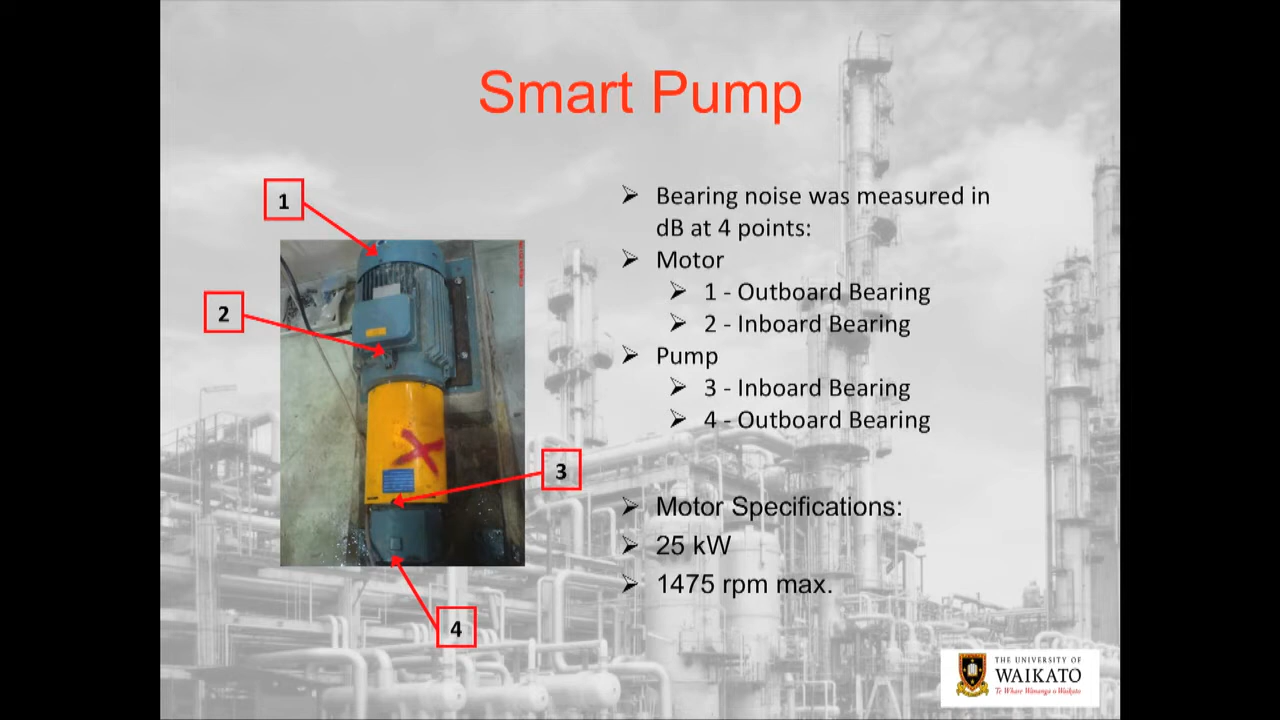 Smart Pump
1
2
3
4
Bearing noise was measured in
dB at 4 points:
Motor
1 - Outboard Bearing
2 - Inboard Bearing
Pump
3 - Inboard Bearing
4 - Outboard Bearing
Motor Specifications:
25 kW
1475 rpm max.
THE UNIVERSITY OF
WAIKATO
Te Whare Wānanga o Waikato